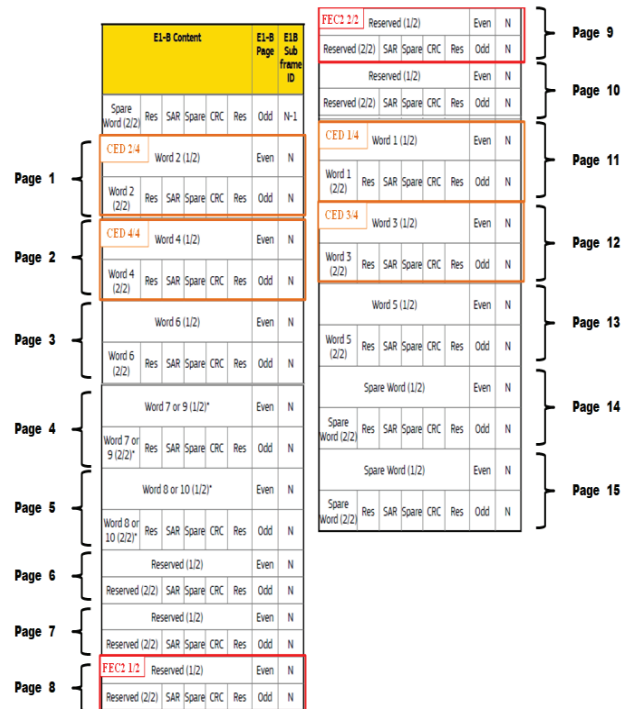 E1-B Content E1-B Page E1B Sub frame ID
Spare Word (2/2) Res SAR Spare CRC Res Odd N-1
Page 1
CED 2/4 Word 2 (1/2) Even N
Word 2 (2/2) Res SAR Spare CRC Res Odd N
Page 2
CED 4/4 Word 4 (1/2) Even N
Word 4 (2/2) Res SAR Spare CRC Res Odd N
Page 3
Word 6 (1/2) Even N
Word 6 (2/2) Res SAR Spare CRC Res Odd N
Page 4
Word 7 or 9 (1/2)* Even N
Word 7 or 9 (2/2)* Res SAR Spare CRC Res Odd N
Page 5
Word 8 or 10 (1/2)* Even N
Word 8 or 10 (2/2)* Res SAR Spare CRC Res Odd N
Page 6
Reserved (1/2) Even N
Reserved (2/2) SAR Spare CRC Res Odd N
Page 7
Reserved (1/2) Even N
Reserved (2/2) SAR Spare CRC Res Odd N
Page 8
FEC2 1/2 Reserved (1/2) Even N
Reserved (2/2) SAR Spare CRC Res Odd N
FEC2 2/2 Reserved (1/2) Even N
Reserved (2/2) SAR Spare CRC Res Odd N
Page 9
Reserved (1/2) Even N
Reserved (2/2) SAR Spare CRC Res Odd N
Page 10
CED 1/4 Word 1 (1/2) Even N
Word 1 (2/2) Res SAR Spare CRC Res Odd N
Page 11
CED 3/4 Word 3 (1/2) Even N
Word 3 (2/2) Res SAR Spare CRC Res Odd N
Page 12
Word 5 (1/2) Even N
Word 5 (2/2) Res SAR Spare CRC Res Odd N
Page 13
Spare Word (1/2) Even N
Spare Word (2/2) Res SAR Spare CRC Res Odd N
Page 14
Spare Word (1/2) Even N
Spare Word (2/2) Res SAR Spare CRC Res Odd N
Page 15